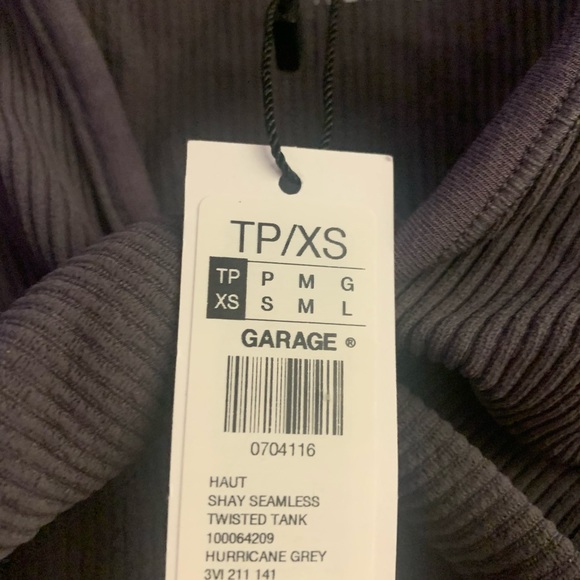 TP/XS
TP P M G
XS S M L
GARAGE ®
0704116
HAUT
SHAY SEAMLESS
TWISTED TANK
100064209
HURRICANE GREY
3VI 211 141